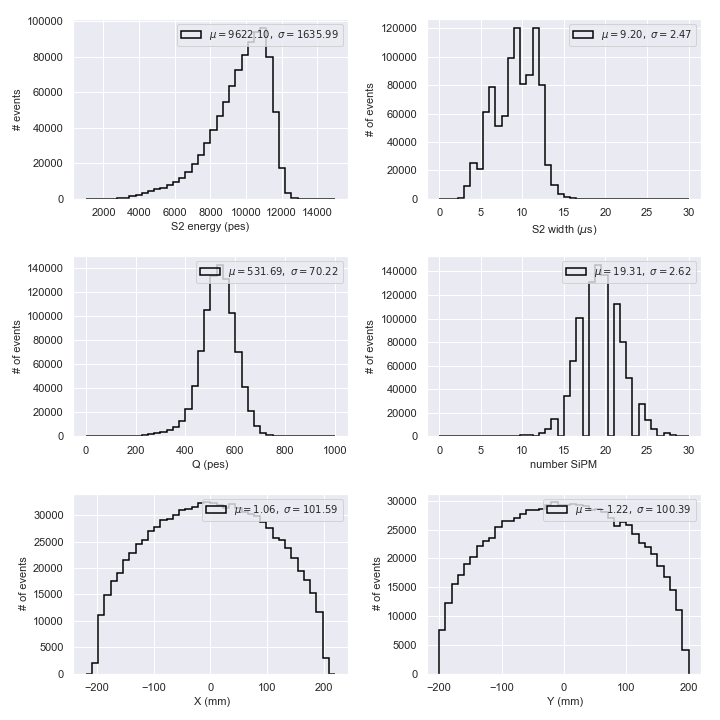 μ = 9622.10, σ = 1635.99
# events
100000
80000
60000
40000
20000
0
2000 4000 6000 8000 10000 12000 14000
S2 energy (pes)
μ = 9.20, σ = 2.47
# of events
120000
100000
80000
60000
40000
20000
0
0 5 10 15 20 25 30
S2 width (μs)
μ = 531.69, σ = 70.22
# of events
140000
120000
100000
80000
60000
40000
20000
0
0 200 400 600 800 1000
Q (pes)
μ = 19.31, σ = 2.62
# of events
140000
120000
100000
80000
60000
40000
20000
0
0 5 10 15 20 25 30
number SiPM
μ = 1.06, σ = 101.59
# of events
30000
25000
20000
15000
10000
5000
0
−200 −100 0 100 200
X (mm)
μ = −1.22, σ = 100.39
# of events
30000
25000
20000
15000
10000
5000
0
−200 −100 0 100 200
Y (mm)